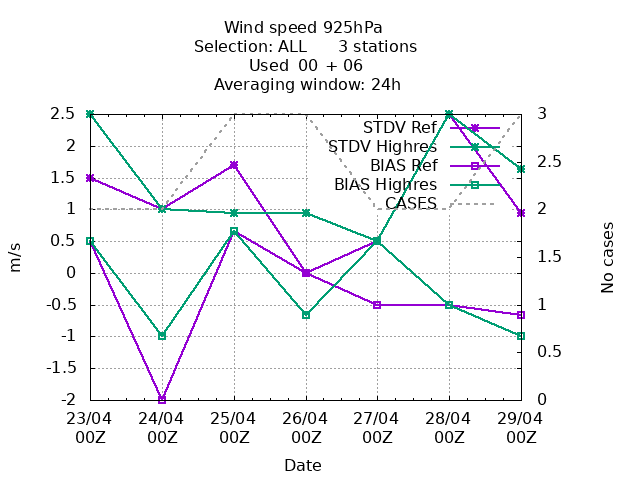 Wind speed 925hPa
Selection: ALL 3 stations
Used 00 + 06
Averaging window: 24h
STDV Ref
STDV Highres
BIAS Ref
BIAS Highres
CASES
2.5
2
1.5
1
0.5
0
-0.5
-1
-1.5
-2
m/s
3
2.5
2
1.5
1
0.5
0
No cases
23/04 24/04 25/04 26/04 27/04 28/04 29/04
00Z 00Z 00Z 00Z 00Z 00Z 00Z
Date